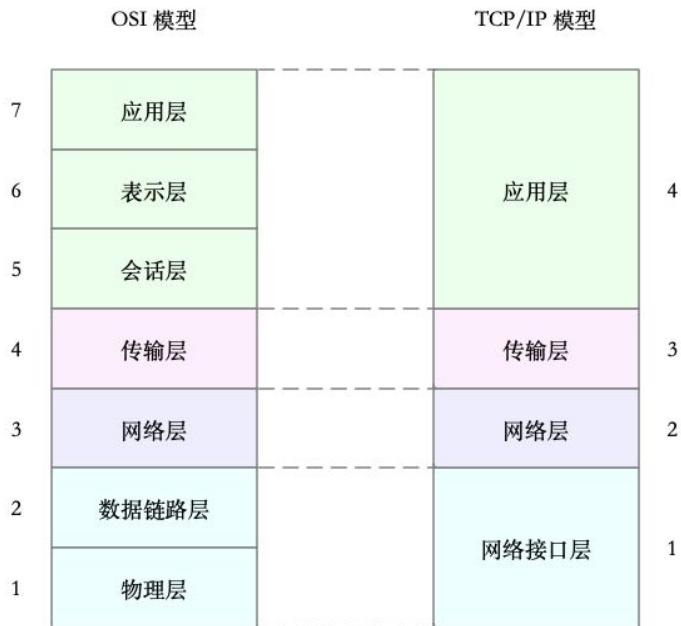 OSI 模型
TCP/IP 模型
7
应用层
6
表示层
5
会话层
应用层
4
4
传输层
传输层
3
3
网络层
网络层
2
2
数据链路层
1
物理层
网络接口层
1